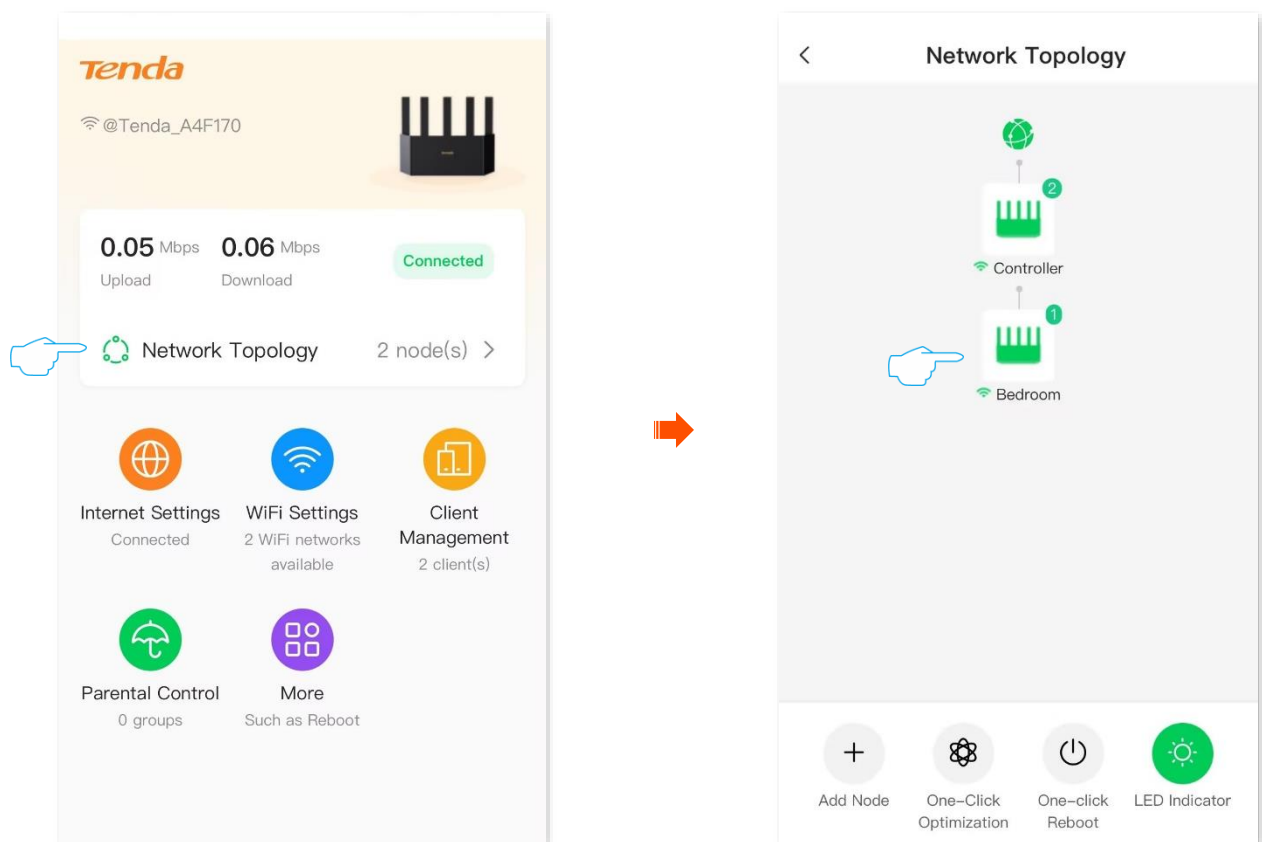 Tenda
@Tenda_A4F170
0.05 Mbps 0.06 Mbps
Upload Download
Connected
Network Topology 2 node(s)
Internet Settings
Connected
WiFi Settings
2 WiFi networks
available
Client
Management
2 client(s)
Parental Control
0 groups
More
Such as Reboot
Network Topology
2
Controller
1
Bedroom
Add Node
One-Click
Optimization
One-click
Reboot
LED Indicator